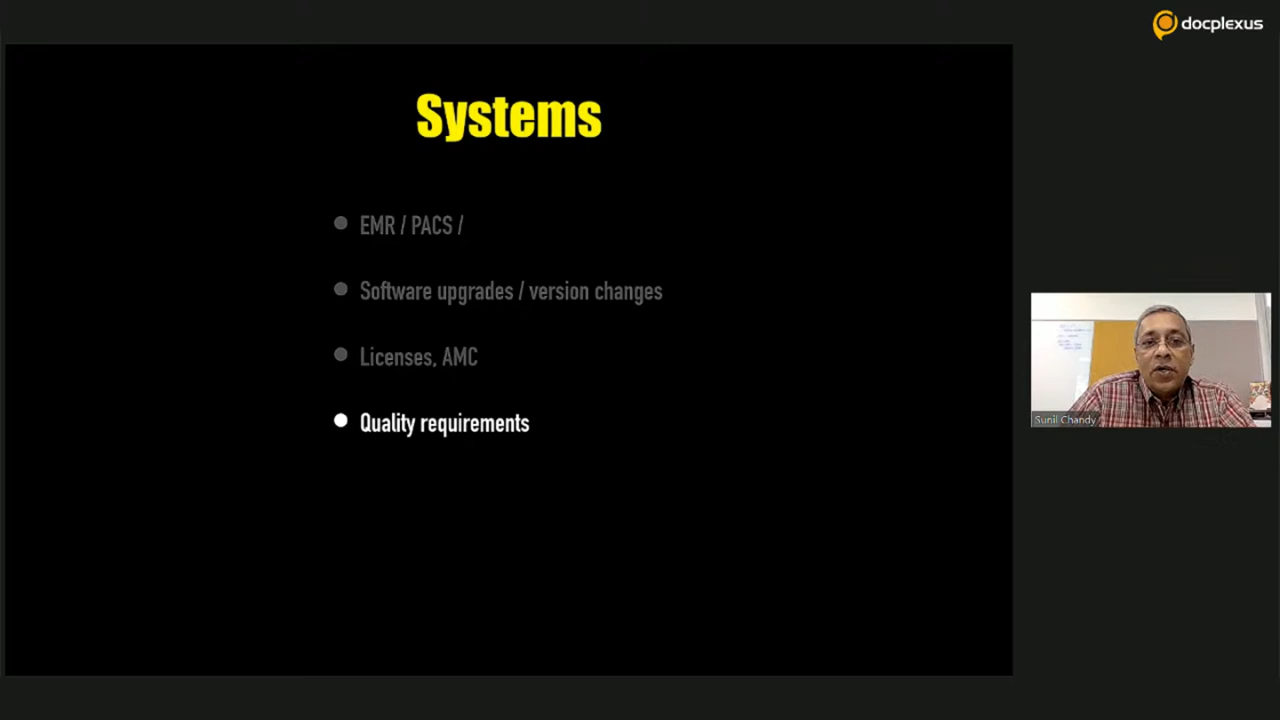 docplexus
Systems
EMR / PACS /
Software upgrades / version changes
Licenses, AMC
Quality requirements
Sunil Chandy